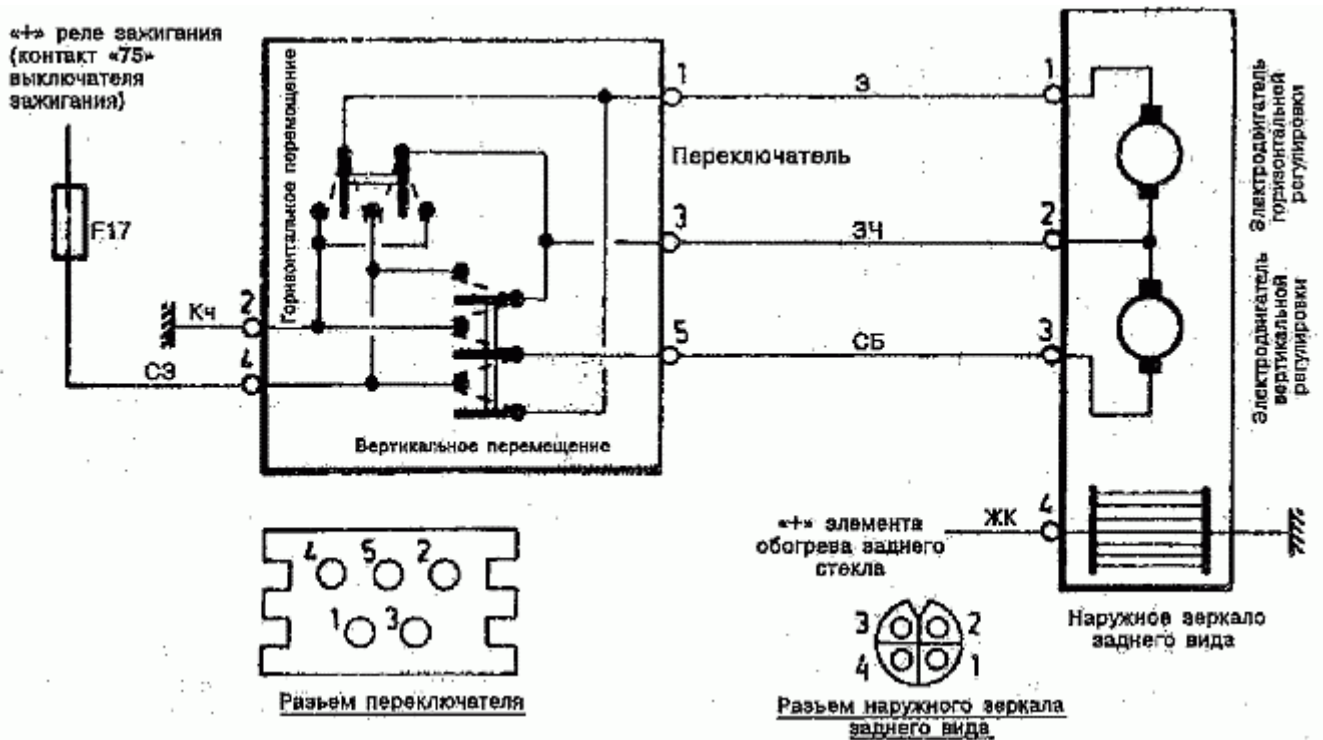 «+» реле зажигания
(контакт «75»
выключателя
зажигания)
F17
Кч
2
СЭ
4
Горизонтальное перемощение
Вертикальное перемещение
1
3
5
Переключатель
З
ЗЧ
СБ
1
2
3
4
Электродвигатель
горизонтальной
регулировки
Электродвигатель
вертикальной
регулировки
ЖК
«+» элемента
обогрева заднего
стекла
Наружное зеркало
заднего вида
4 5 2
1 3
Разъем переключателя
3 2
4 1
Разъем наружного зеркала
заднего вида